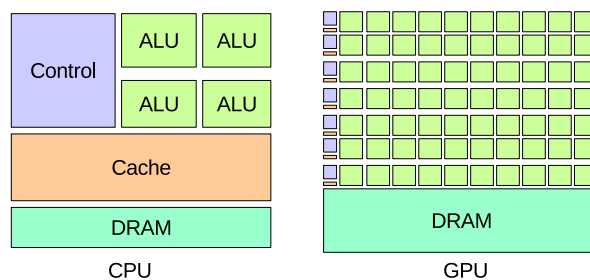 ALU ALU
Control
ALU ALU
Cache
DRAM
CPU
DRAM
GPU